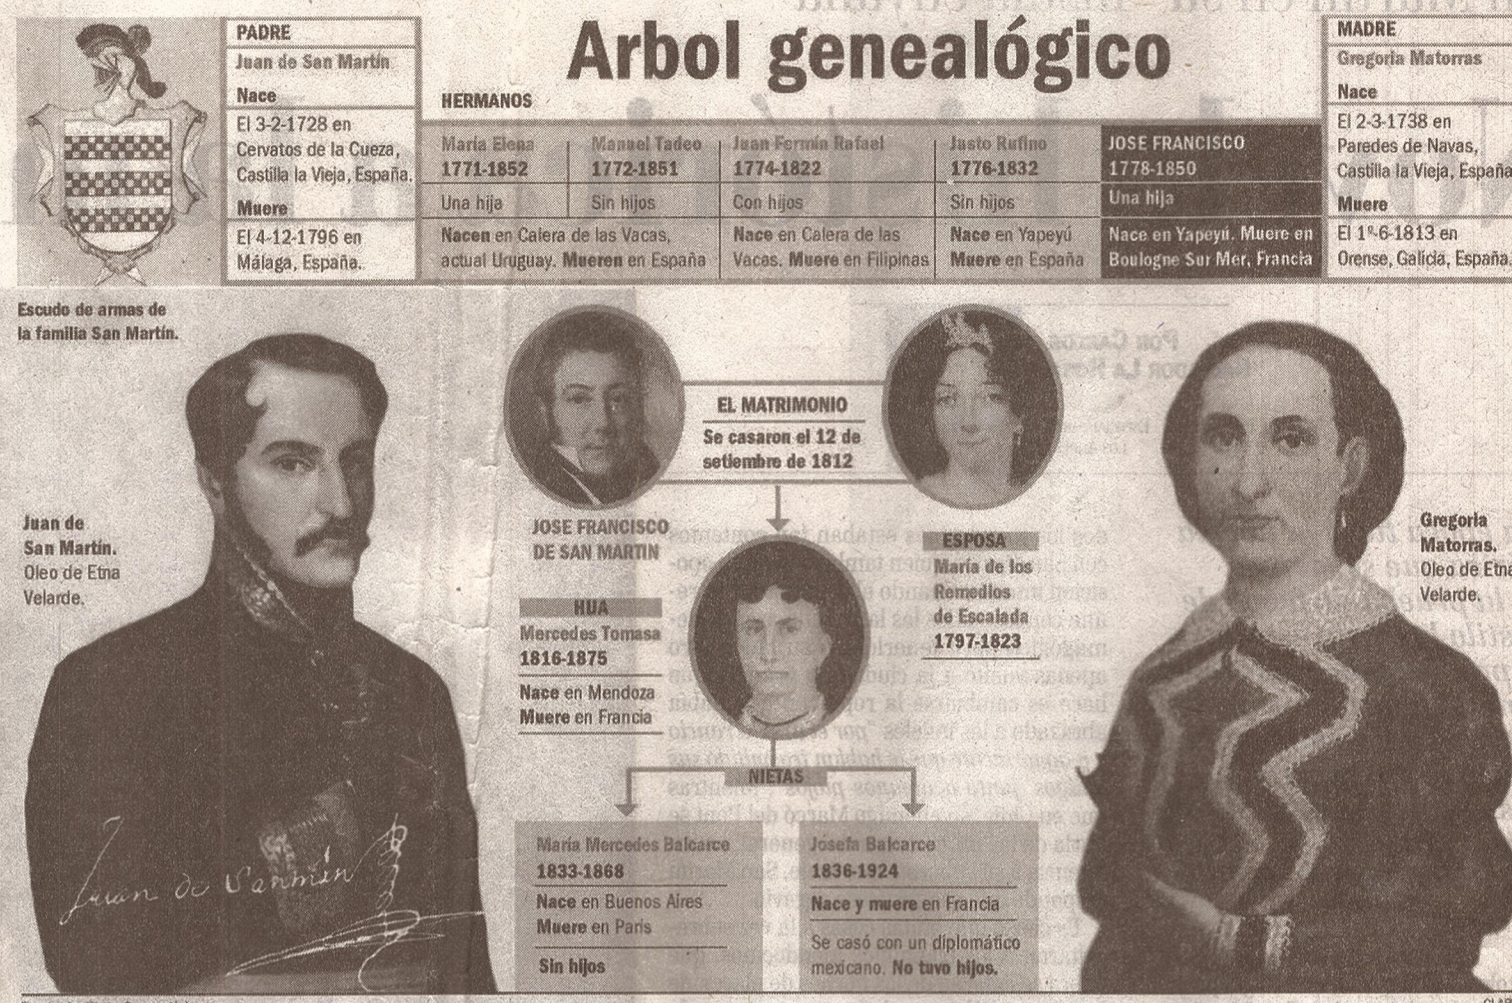 Arbol genealógico
PADRE
Juan de San Martín
Nace
El 3-2-1728 en
Cervatos de la Cueza,
Castilla la Vieja, España.
Muere
El 4-12-1796 en
Málaga, España.
HERMANOS
María Elena
1771-1852
Una hija
Manuel Tadeo
1772-1851
Sin hijos
Nacen en Calera de las Vacas,
actual Uruguay. Mueren en España
Juan Fermín Rafael
1774-1822
Con hijos
Nace en Calera de las
Vacas. Muere en Filipinas
Justo Rufino
1776-1832
Sin hijos
Nace en Yapeyú
Muere en España
JOSE FRANCISCO
1778-1850
Una hija
Nace en Yapeyú. Muere en
Boulogne Sur Mer, Francia
MADRE
Gregoria Matorras
Nace
El 2-3-1738 en
Paredes de Navas,
Castilla la Vieja, España
Muere
El 1º-6-1813 en
Orense, Galicia, España.
Escudo de armas de
la familia San Martín.
Juan de
San Martín.
Oleo de Etna
Velarde.
Juan de Sanmin
EL MATRIMONIO
Se casaron el 12 de
setiembre de 1812
JOSE FRANCISCO
DE SAN MARTIN
ESPOSA
María de los
Remedios
de Escalada
1797-1823
HIJA
Mercedes Tomasa
1816-1875
Nace en Mendoza
Muere en Francia
NIETAS
María Mercedes Balcarce
1833-1868
Nace en Buenos Aires
Muere en París
Sin hijos
Josefa Balcarce
1836-1924
Nace y muere en Francia
Se casó con un diplomático
mexicano. No tuvo hijos.
Gregoria
Matorras.
Oleo de Etna
Velarde.